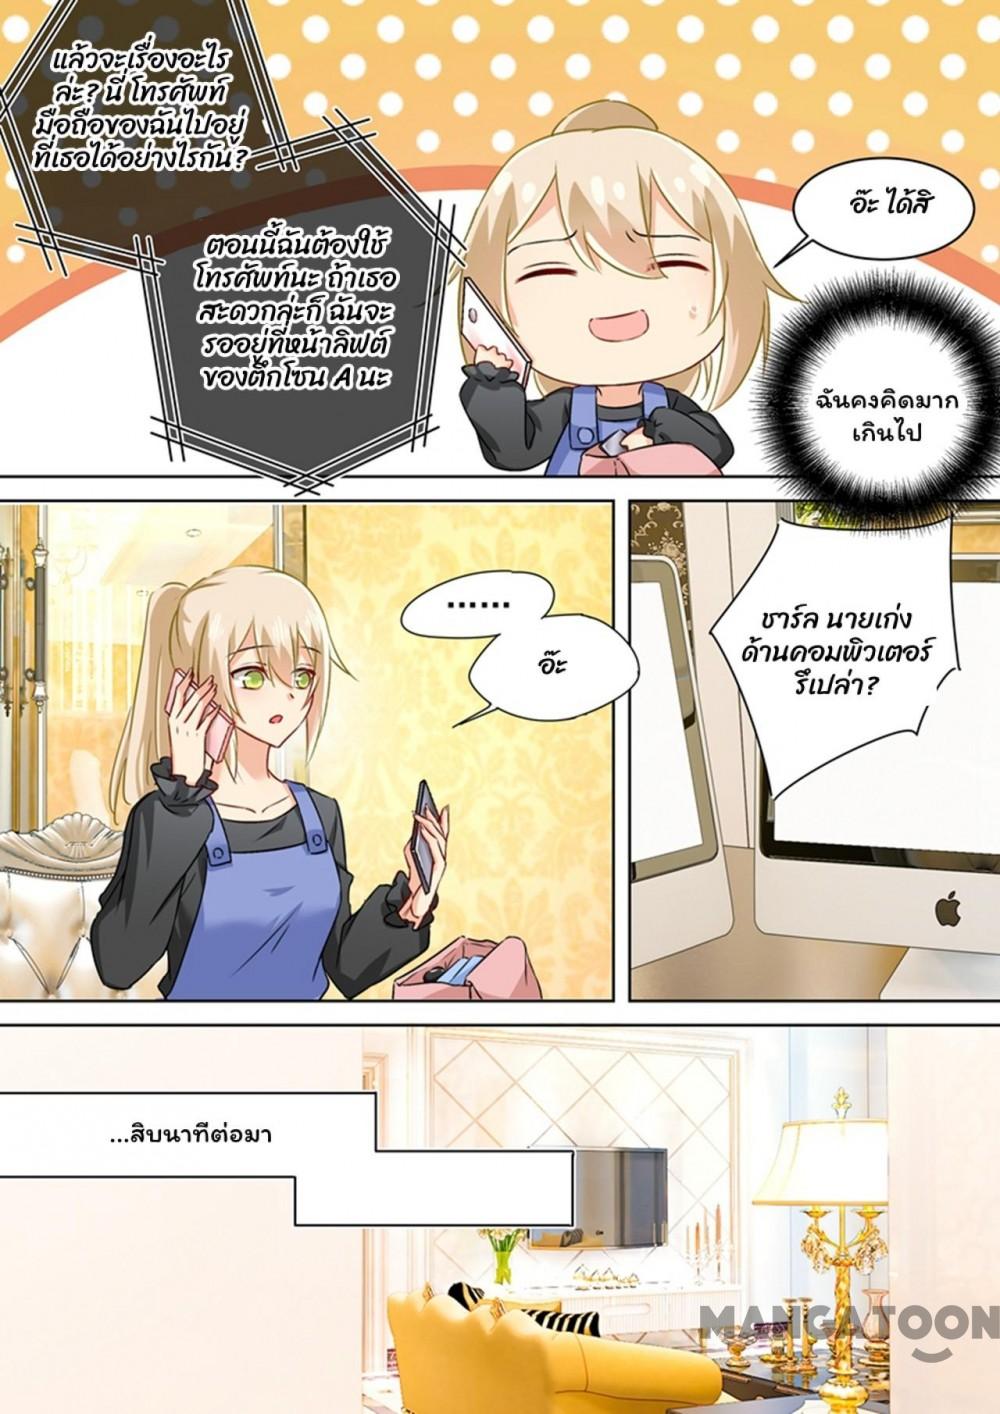 แล้วจะเรื่องอะไร
ล่ะ? นี่ โทรศัพท์
มือถือของฉันไปอยู่
ที่เธอได้อย่างไรกัน?
ตอนนี้ฉันต้องใช้
โทรศัพท์นะ ถ้าเธอ
สะดวกล่ะก็ ฉันจะ
รออยู่ที่หน้าลิฟต์
ของตึกโซน A นะ
อ๊ะ ได้สิ
ฉันคงคิดมาก
เกินไป
......
อ๊ะ
ชาร์ล นายเก่ง
ด้านคอมพิวเตอร์
รึเปล่า?
...สิบนาทีต่อมา
MANGATOON